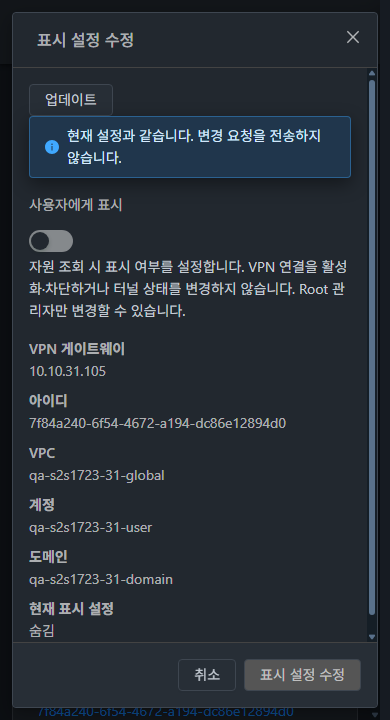 표시 설정 수정
업데이트
현재 설정과 같습니다. 변경 요청을 전송하지
않습니다.
사용자에게 표시
자원 조회 시 표시 여부를 설정합니다. VPN 연결을 활성
화·차단하거나 터널 상태를 변경하지 않습니다. Root 관
리자만 변경할 수 있습니다.
VPN 게이트웨이
10.10.31.105
아이디
7f84a240-6f54-4672-a194-dc86e12894d0
VPC
qa-s2s1723-31-global
계정
qa-s2s1723-31-user
도메인
qa-s2s1723-31-domain
현재 표시 설정
숨김
취소
표시 설정 수정
7f84a240-6f54-4672-a194-dc86e12894d0